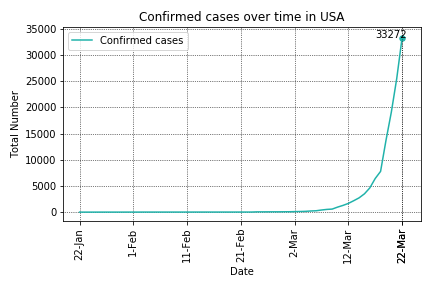 Confirmed cases over time in USA
35000
33272
Confirmed cases
30000
25000
20000
15000
10000
5000
0
Total Number
22-Jan
1-Feb
11-Feb
21-Feb
2-Mar
12-Mar
22-Mar
Date